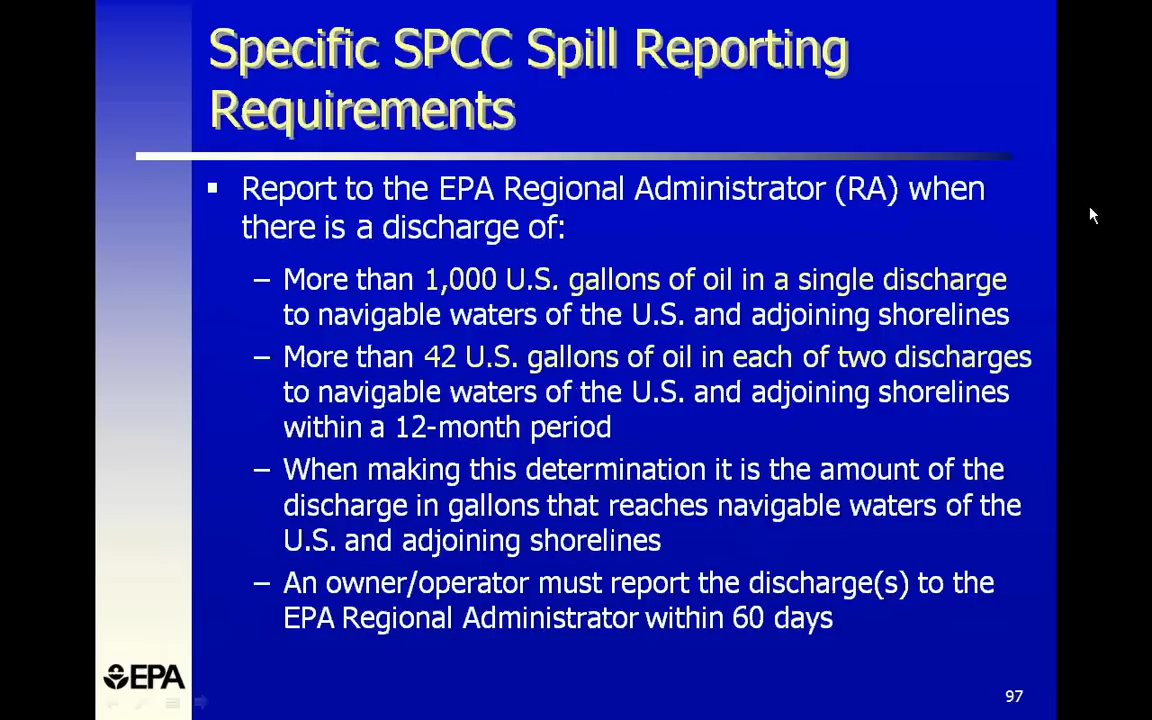 Specific SPCC Spill Reporting
Requirements
▪ Report to the EPA Regional Administrator (RA) when
there is a discharge of:
– More than 1,000 U.S. gallons of oil in a single discharge
to navigable waters of the U.S. and adjoining shorelines
– More than 42 U.S. gallons of oil in each of two discharges
to navigable waters of the U.S. and adjoining shorelines
within a 12-month period
– When making this determination it is the amount of the
discharge in gallons that reaches navigable waters of the
U.S. and adjoining shorelines
– An owner/operator must report the discharge(s) to the
EPA Regional Administrator within 60 days
EPA
97